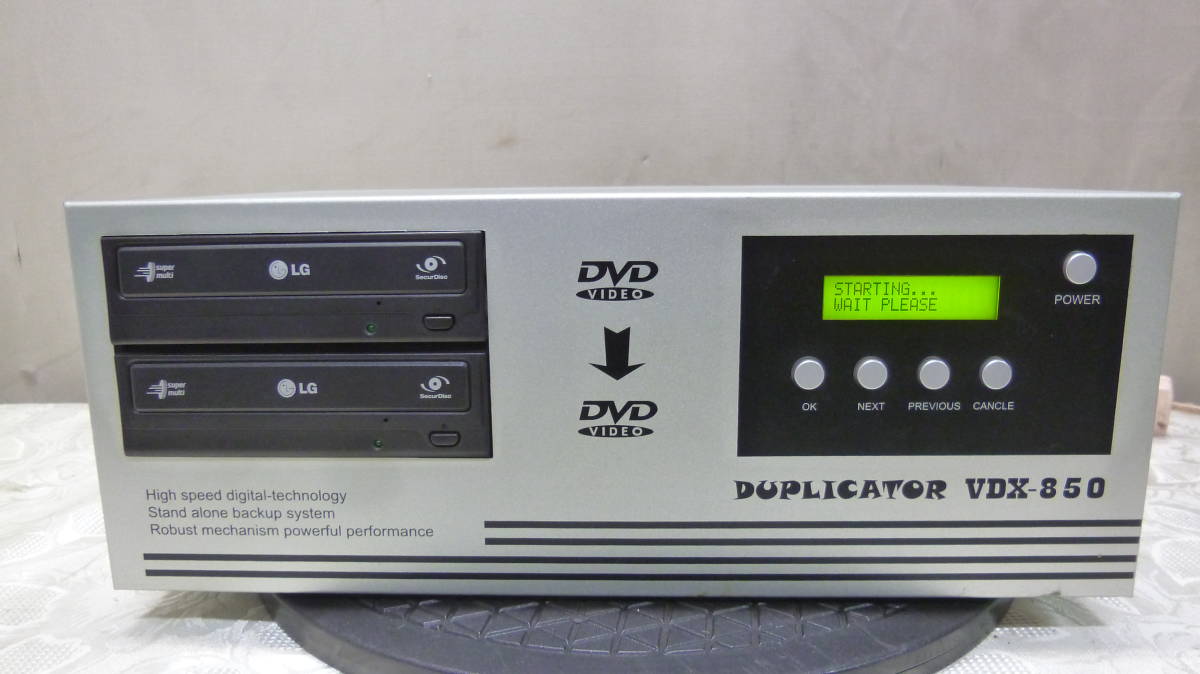 super
multi
LG
SecurDisc
super
multi
LG
SecurDisc
DVD
VIDEO
DVD
VIDEO
STARTING...
WAIT PLEASE
POWER
OK
NEXT
PREVIOUS
CANCLE
High speed digital-technology
Stand alone backup system
Robust mechanism powerful performance
DUPLICATOR VDX-850